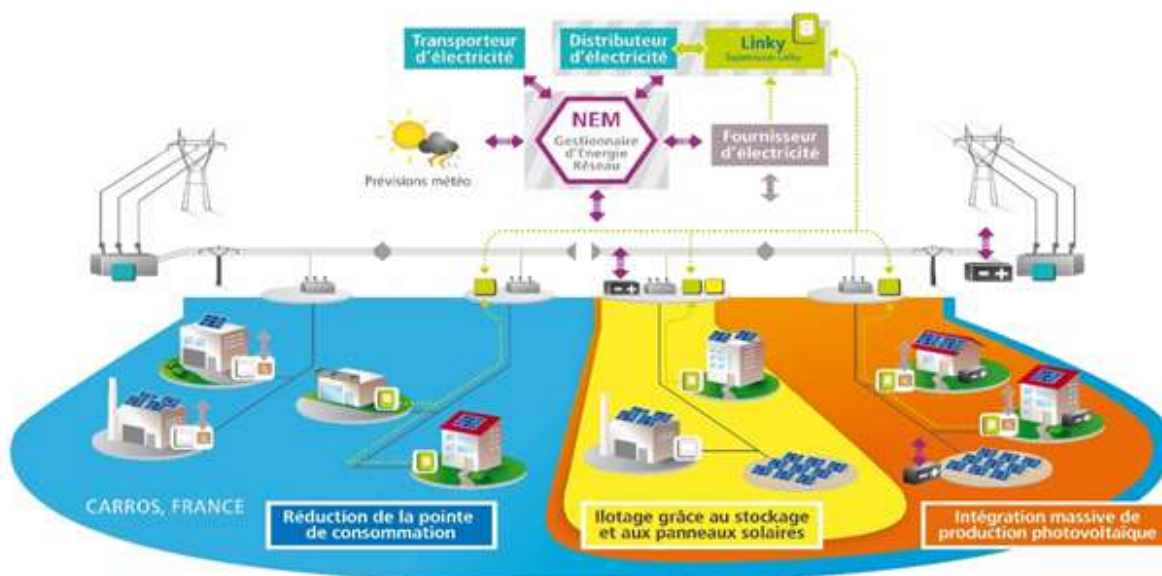 Transporteur
d'électricité
Distributeur
d'électricité
Linky
NEM
Gestionnaire
d'Energie
Réseau
Fournisseur
d'électricité
Prévisions météo
CARROS, FRANCE
Réduction de la pointe
de consommation
Ilotage grâce au stockage
et aux panneaux solaires
Intégration massive de
production photovoltaïque